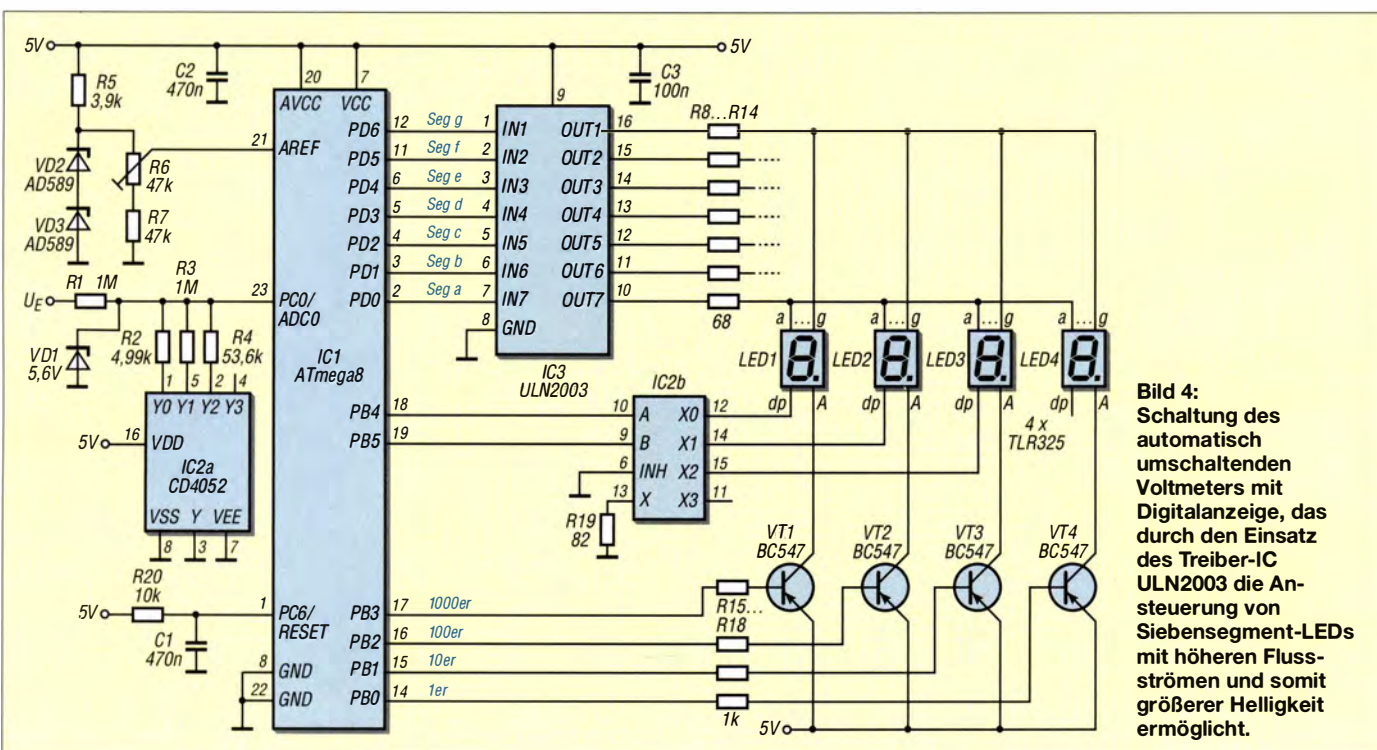 5V
5V
R5
3,9k
C2
470n
20
7
AVCC
VCC
9
C3
100n
21
AREF
VD2
AD589
R6
47k
VD3
AD589
R7
47k
PD6
12
Seg g
1
IN1
OUT1
16
R8...R14
PD5
11
Seg f
2
IN2
OUT2
15
PD4
6
Seg e
3
IN3
OUT3
14
PD3
5
Seg d
4
IN4
OUT4
13
PD2
4
Seg c
5
IN5
OUT5
12
PD1
3
Seg b
6
IN6
OUT6
11
PD0
2
Seg a
7
IN7
OUT7
10
68
8
GND
IC3
ULN2003
UE
R1
1M
R3
1M
23
PC0/
ADC0
R2
4,99k
R4
53,6k
VD1
5,6V
IC1
ATmega8
1
5
2
4
Y0
Y1
Y2
Y3
5V
16
VDD
IC2a
CD4052
VSS
Y
VEE
8
3
7
a...g
a...g
a...g
a...g
LED1
LED2
LED3
LED4
dp
A
dp
A
dp
A
dp
A
4 x
TLR325
IC2b
PB4
18
10
A
X0
12
PB5
19
9
B
X1
14
6
INH
X2
15
13
X
X3
11
R19
82
VT1
BC547
VT2
BC547
VT3
BC547
VT4
BC547
R20
10k
5V
1
PC6/
RESET
C1
470n
8
GND
22
GND
PB3
17
1000er
R15...
R18
PB2
16
100er
PB1
15
10er
PB0
14
1er
1k
5V
Bild 4:
Schaltung des
automatisch
umschaltenden
Voltmeters mit
Digitalanzeige, das
durch den Einsatz
des Treiber-IC
ULN2003 die An-
steuerung von
Siebensegment-LEDs
mit höheren Fluss-
strömen und somit
größerer Helligkeit
ermöglicht.